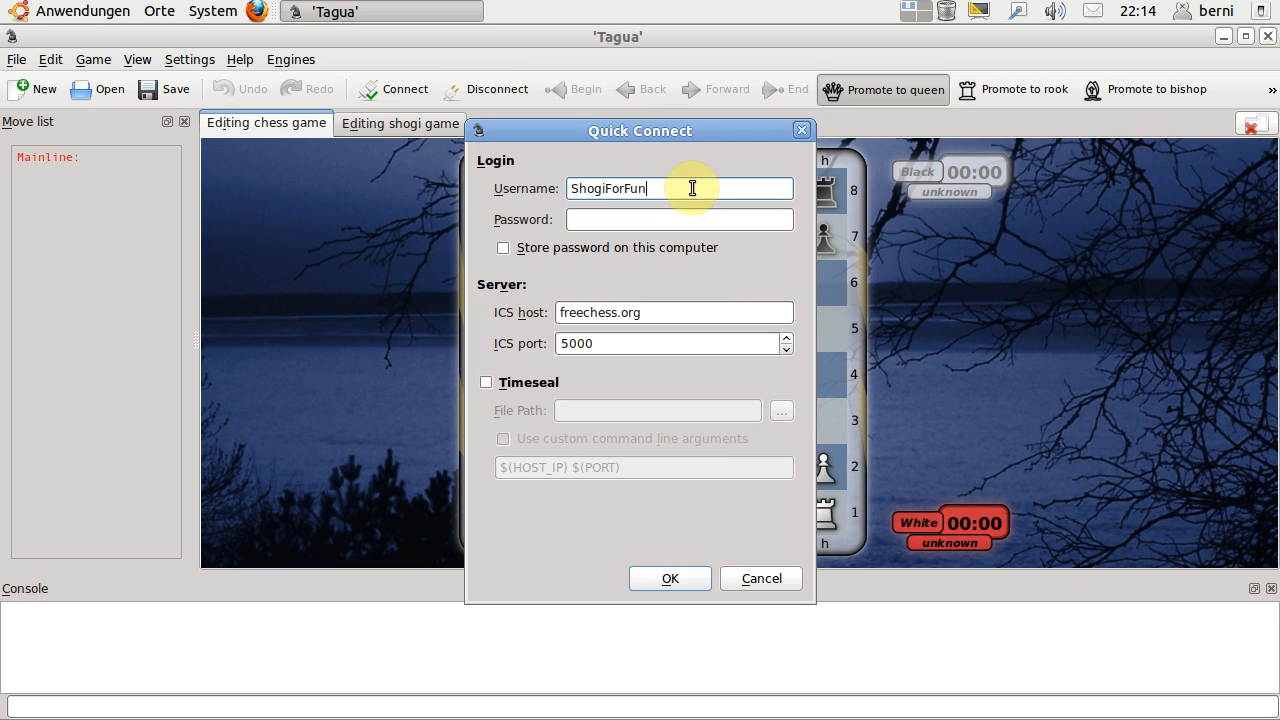 Anwendungen Orte System 'Tagua' 22:14 berni
'Tagua'
File Edit Game View Settings Help Engines
New Open Save Undo Redo Connect Disconnect Begin Back Forward End Promote to queen Promote to rook Promote to bishop »
Move list
Editing chess game Editing shogi game
Mainline:
Quick Connect
Login
Username: ShogiForFun
Password:
Store password on this computer
Server:
ICS host: freechess.org
ICS port: 5000
Timeseal
File Path: ...
Use custom command line arguments
$(HOST_IP) $(PORT)
OK Cancel
h
8
7
6
5
4
3
2
1
h
Black 00:00
unknown
White 00:00
unknown
Console